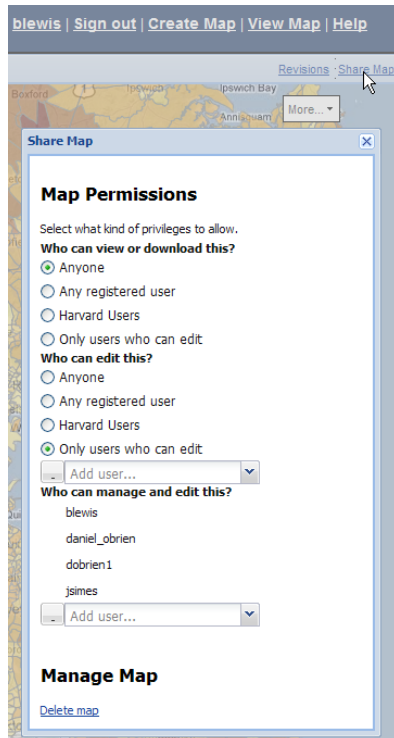 blewis | Sign out | Create Map | View Map | Help
Revisions Share Map
Boxford Ipswich Ipswich Bay
Annisquam More...
Share Map
Map Permissions
Select what kind of privileges to allow.
Who can view or download this?
Anyone
Any registered user
Harvard Users
Only users who can edit
Who can edit this?
Anyone
Any registered user
Harvard Users
Only users who can edit
Add user...
Who can manage and edit this?
blewis
daniel_obrien
dobrien1
jsimes
Add user...
Manage Map
Delete map